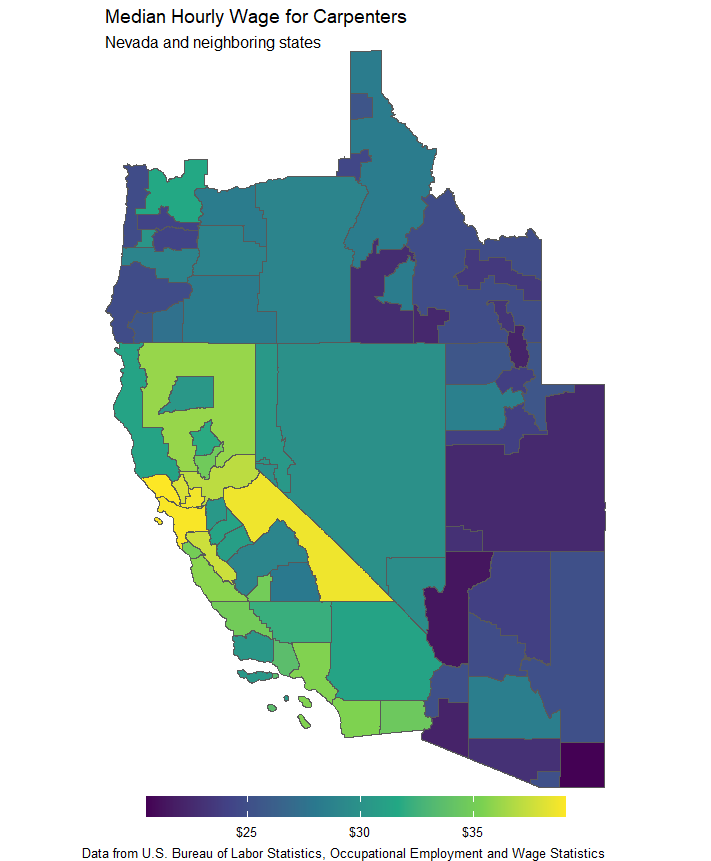 Median Hourly Wage for Carpenters
Nevada and neighboring states
$25 $30 $35
Data from U.S. Bureau of Labor Statistics, Occupational Employment and Wage Statistics